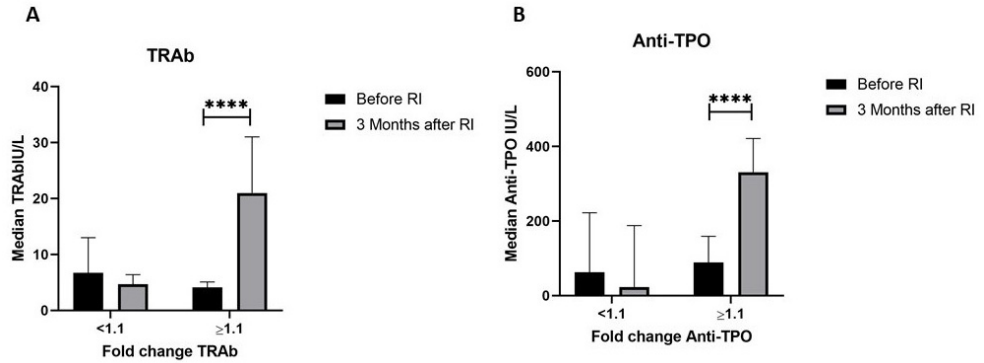 A
TRAb
Median TRAbIU/L
40
30
20
10
0
****
<1.1
≥1.1
Fold change TRAb
Before RI
3 Months after RI
B
Anti-TPO
Median Anti-TPO IU/L
600
400
200
0
****
<1.1
≥1.1
Fold change Anti-TPO
Before RI
3 Months after RI